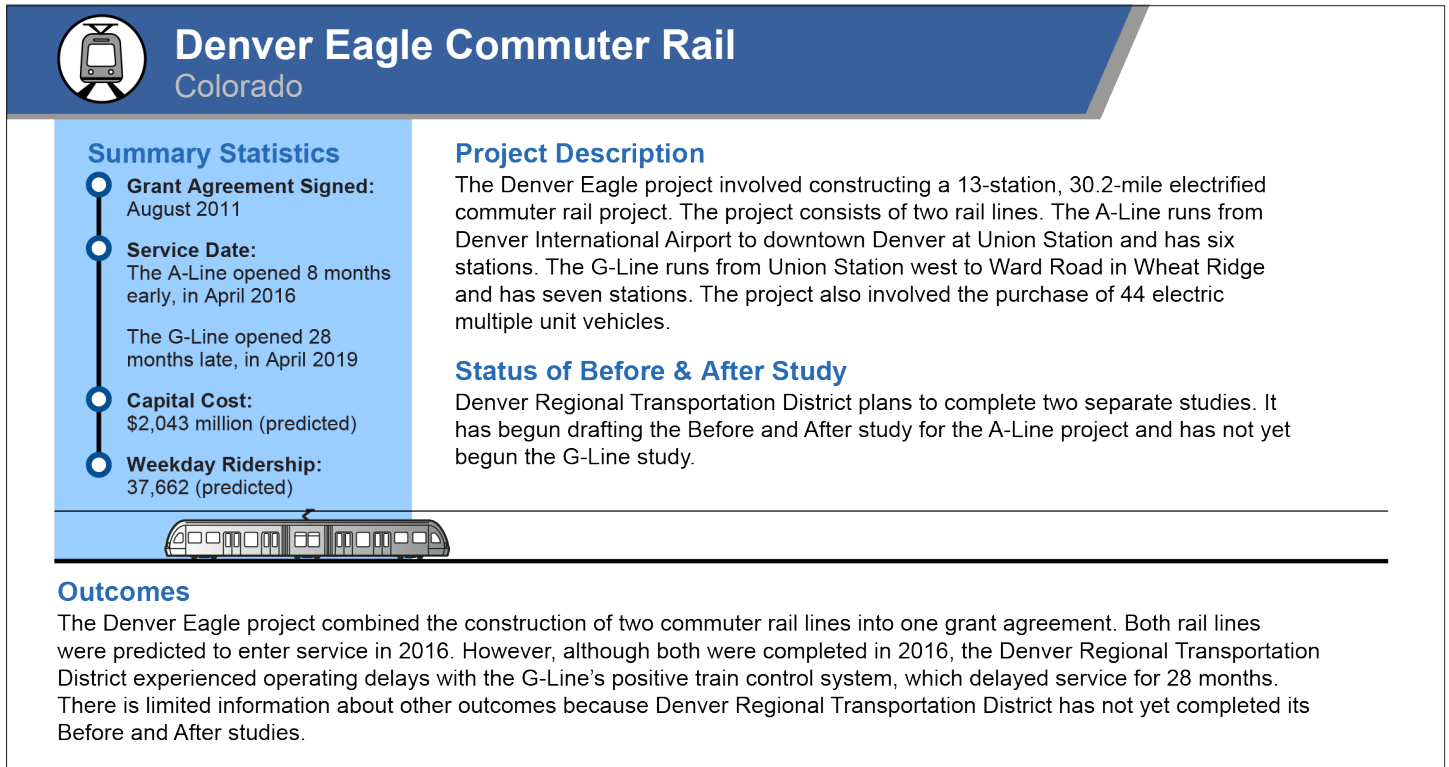 Denver Eagle Commuter Rail
Colorado
Summary Statistics
Grant Agreement Signed:
August 2011
Service Date:
The A-Line opened 8 months
early, in April 2016
The G-Line opened 28
months late, in April 2019
Capital Cost:
$2,043 million (predicted)
Weekday Ridership:
37,662 (predicted)
Project Description
The Denver Eagle project involved constructing a 13-station, 30.2-mile electrified
commuter rail project. The project consists of two rail lines. The A-Line runs from
Denver International Airport to downtown Denver at Union Station and has six
stations. The G-Line runs from Union Station west to Ward Road in Wheat Ridge
and has seven stations. The project also involved the purchase of 44 electric
multiple unit vehicles.
Status of Before & After Study
Denver Regional Transportation District plans to complete two separate studies. It
has begun drafting the Before and After study for the A-Line project and has not yet
begun the G-Line study.
Outcomes
The Denver Eagle project combined the construction of two commuter rail lines into one grant agreement. Both rail lines
were predicted to enter service in 2016. However, although both were completed in 2016, the Denver Regional Transportation
District experienced operating delays with the G-Line’s positive train control system, which delayed service for 28 months.
There is limited information about other outcomes because Denver Regional Transportation District has not yet completed its
Before and After studies.